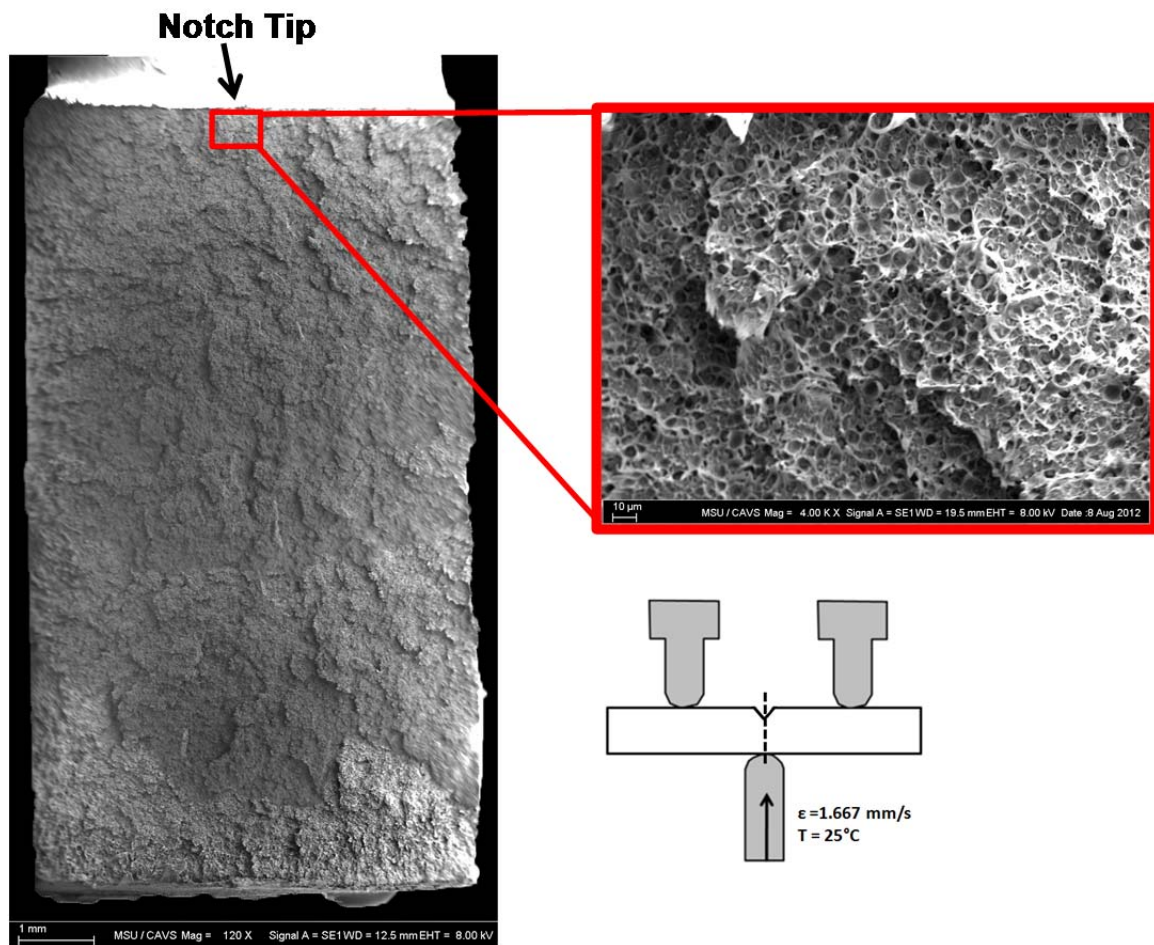 Notch Tip
10 µm
MSU / CAVS Mag = 4.00 K X Signal A = SE1 WD = 19.5 mm EHT = 8.00 kV Date :8 Aug 2012
ε =1.667 mm/s
T = 25°C
1 mm
MSU / CAVS Mag = 120 X Signal A = SE1 WD = 12.5 mm EHT = 8.00 kV